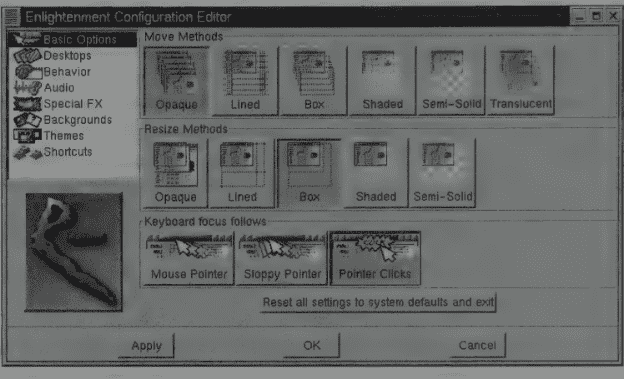 Enlightenment Configuration Editor
Basic Options
Desktops
Behavior
Audio
Special FX
Backgrounds
Themes
Shortcuts
Move Methods
Opaque Lined Box Shaded Semi-Solid Translucent
Resize Methods
Opaque Lined Box Shaded Semi-Solid
Keyboard focus follows
Mouse Pointer Sloppy Pointer Pointer Clicks
Reset all settings to system defaults and exit
Apply OK Cancel